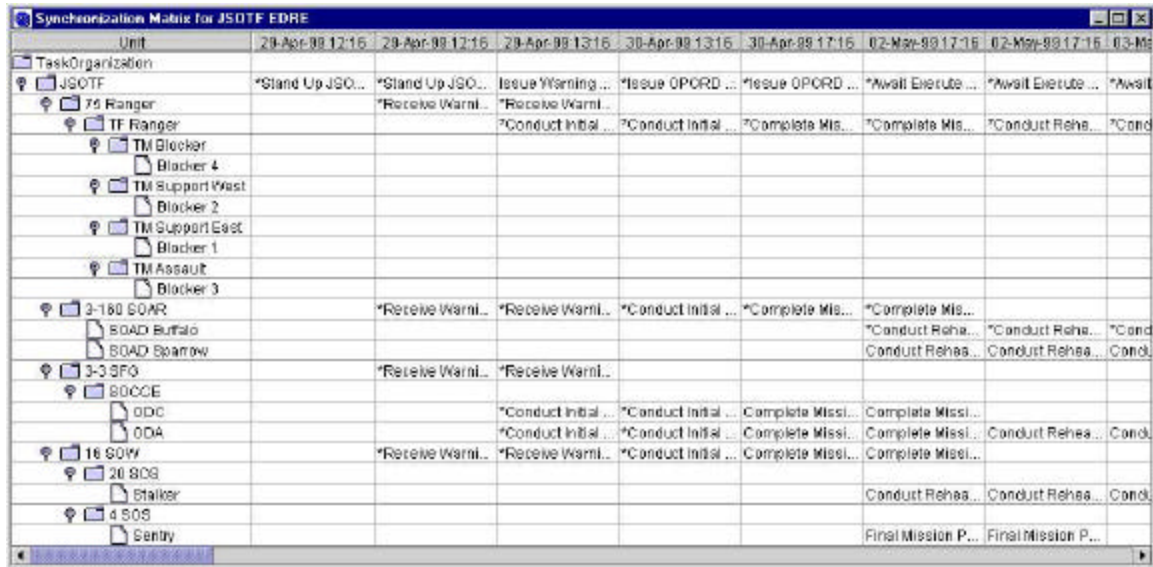 Synchronization Matrix for JSOTF EDRE
Unit 29-Apr-99 12:16 29-Apr-99 12:16 29-Apr-99 13:16 30-Apr-99 13:16 30-Apr-99 17:16 02-May-99 17:16 02-May-99 17:16 03-Ma
TaskOrganization
JSOTF *Stand Up JSO... *Stand Up JSO... Issue Warning ... *Issue OPORD ... *Issue OPORD ... *Await Execute ... *Await Execute ... *Await
75 Ranger *Receive Warni... *Receive Warni...
TF Ranger *Conduct Initial ... *Conduct Initial ... *Complete Mis... *Complete Mis... *Conduct Rehe... *Cond
TM Blocker
Blocker 4
TM Support West
Blocker 2
TM Support East
Blocker 1
TM Assault
Blocker 3
3-160 SOAR *Receive Warni... *Receive Warni... *Conduct Initial ... *Complete Mis... *Complete Mis...
SOAD Buffalo *Conduct Rehe... *Conduct Rehe... *Cond
SOAD Sparrow Conduct Rehea... Conduct Rehea... Condu
3-3 SFG *Receive Warni... *Receive Warni...
SOCCE
ODC *Conduct Initial ... *Conduct Initial ... Complete Missi... Complete Missi...
ODA *Conduct Initial ... *Conduct Initial ... Complete Missi... Complete Missi... Conduct Rehea... Condu
16 SOW *Receive Warni... *Receive Warni... *Conduct Initial ... Complete Missi... Complete Missi...
20 SOS
Stalker Conduct Rehea... Conduct Rehea... Condu
4 SOS
Sentry Final Mission P... Final Mission P...